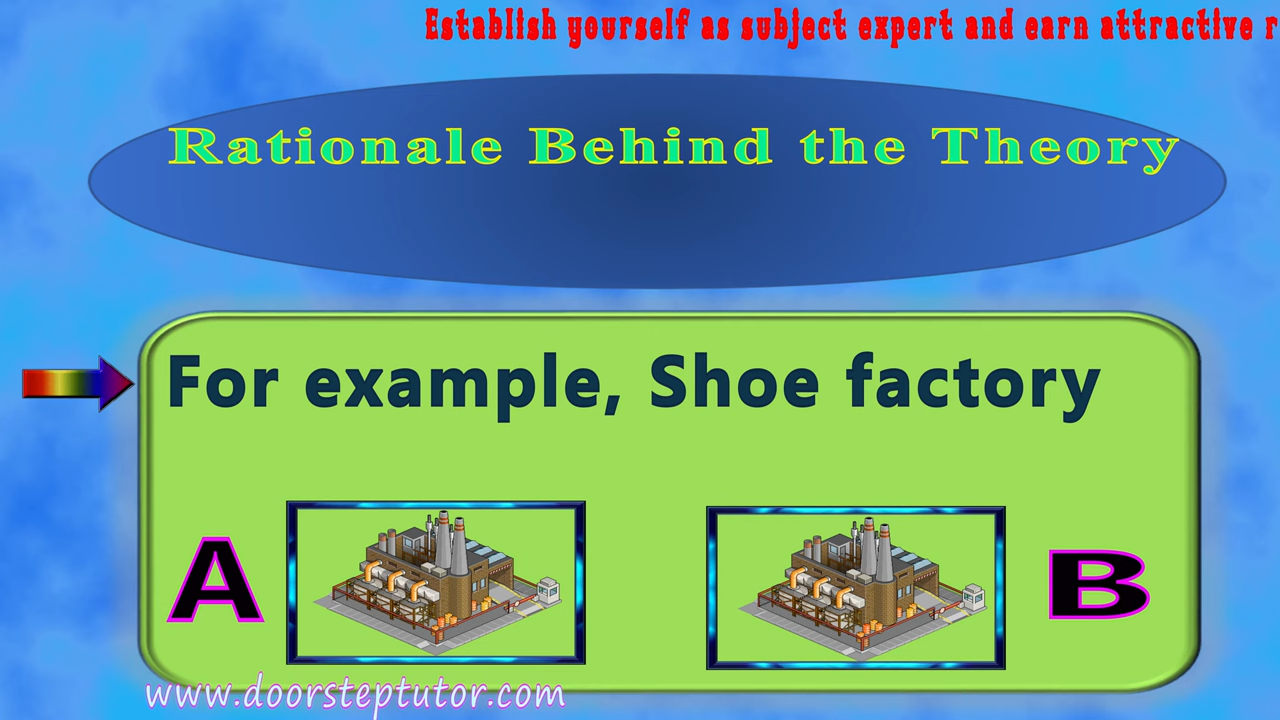 Establish yourself as subject expert and earn attractive
Rationale Behind the Theory
For example, Shoe factory
A
B
www.doorsteptutor.com